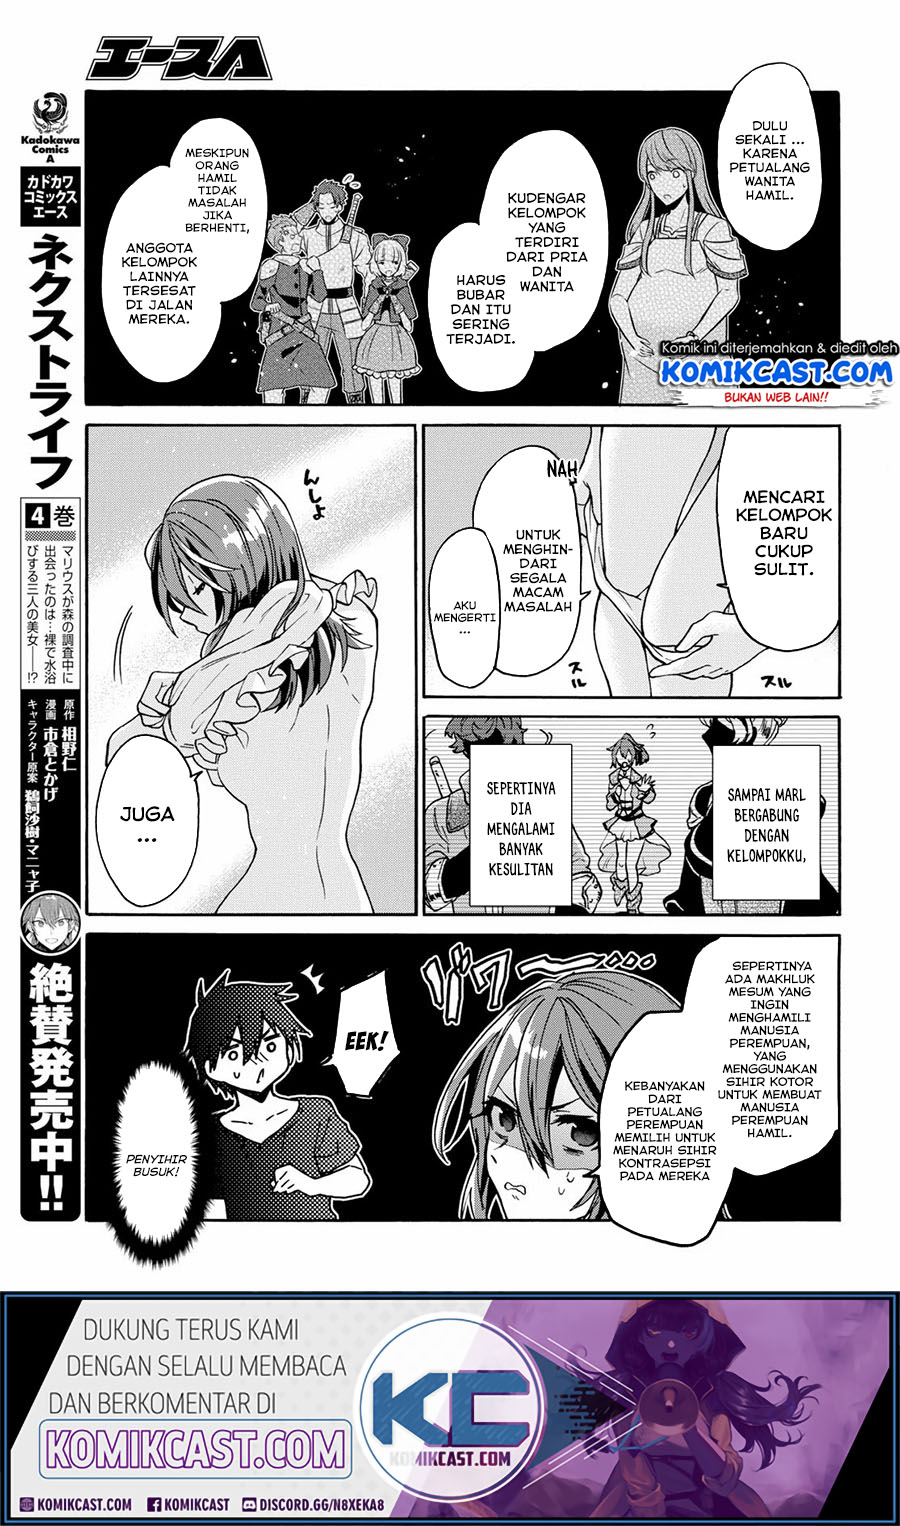 エースA
Kadokawa
Comics
A
カドカワ
コミックス
エース
ネクストライフ
4巻
マリウスが森の調査中に
出会ったのは…裸で水浴
びする三人の美女――!?
原作 相野仁
漫画 市倉とかげ
キャラクター原案 鵜飼沙樹・マニャ子
絶賛発売中!!
DULU
SEKALI ...
KARENA
PETUALANG
WANITA
HAMIL.
KUDENGAR
KELOMPOK
YANG
TERDIRI
DARI PRIA
DAN
WANITA
HARUS
BUBAR
DAN ITU
SERING
TERJADI.
MESKIPUN
ORANG
HAMIL
TIDAK
MASALAH
JIKA
BERHENTI,
ANGGOTA
KELOMPOK
LAINNYA
TERSESAT
DI JALAN
MEREKA.
Komik ini diterjemahkan & diedit oleh
KOMIKCAST.COM
BUKAN WEB LAIN!!
MENCARI
KELOMPOK
BARU
CUKUP
SULIT.
NAH
UNTUK
MENGHIN-
DARI
SEGALA
MACAM
MASALAH
AKU
MENGERTI
...
スル
スル
んしょ
JUGA
...
SAMPAI MARL
BERGABUNG
DENGAN
KELOMPOKKU,
SEPERTINYA
DIA
MENGALAMI
BANYAK
KESULITAN
SEPERTINYA
ADA MAKHLUK
MESUM YANG
INGIN
MENGHAMILI
MANUSIA
PEREMPUAN,
YANG
MENGGUNAKAN
SIHIR KOTOR
UNTUK MEMBUAT
MANUSIA
PEREMPUAN
HAMIL.
KEBANYAKAN
DARI
PETUALANG
PEREMPUAN
MEMILIH UNTUK
MENARUH SIHIR
KONTRASEPSI
PADA MEREKA
EEK!
PENYIHIR
BUSUK!
DUKUNG TERUS KAMI
DENGAN SELALU MEMBACA
DAN BERKOMENTAR DI
KOMIKCAST.COM
KC
KOMIKCAST.COM
KOMIKCAST.COM
KOMIKCAST
DISCORD.GG/N8XEKA8